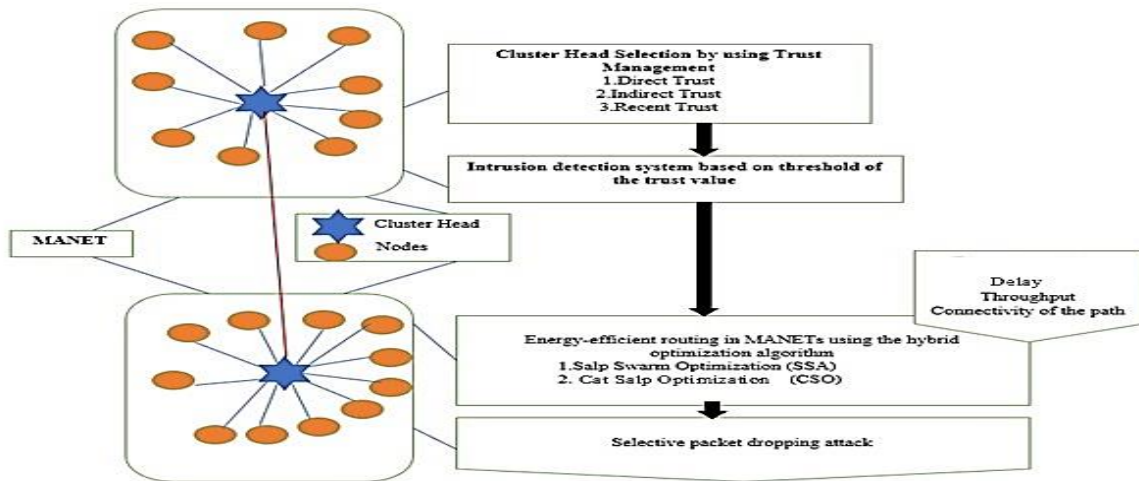 Cluster Head Selection by using Trust
Management
1.Direct Trust
2.Indirect Trust
3.Recent Trust
Intrusion detection system based on threshold of
the trust value
MANET
Cluster Head
Nodes
Delay
Throughput
Connectivity of the path
Energy-efficient routing in MANETs using the hybrid
optimization algorithm
1.Salp Swarm Optimization (SSA)
2. Cat Salp Optimization (CSO)
Selective packet dropping attack